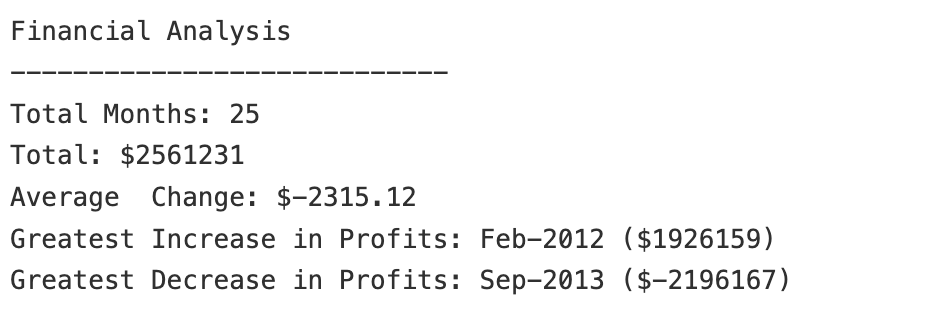 Financial Analysis
----------------------------
Total Months: 25
Total: $2561231
Average  Change: $-2315.12
Greatest Increase in Profits: Feb-2012 ($1926159)
Greatest Decrease in Profits: Sep-2013 ($-2196167)